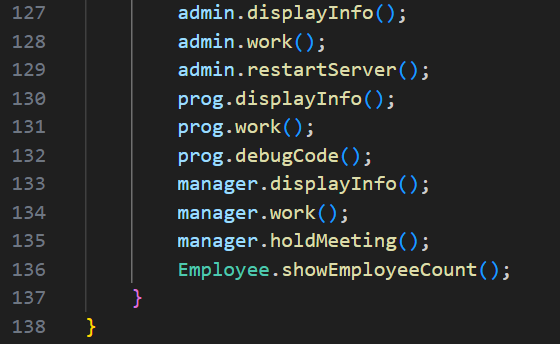 127 admin.displayInfo();
128 admin.work();
129 admin.restartServer();
130 prog.displayInfo();
131 prog.work();
132 prog.debugCode();
133 manager.displayInfo();
134 manager.work();
135 manager.holdMeeting();
136 Employee.showEmployeeCount();
137 }
138 }